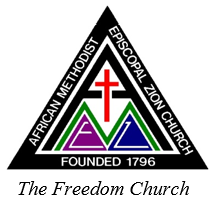 AFRICAN METHODIST
EPISCOPAL ZION CHURCH
A M E Z
FOUNDED 1796
The Freedom Church